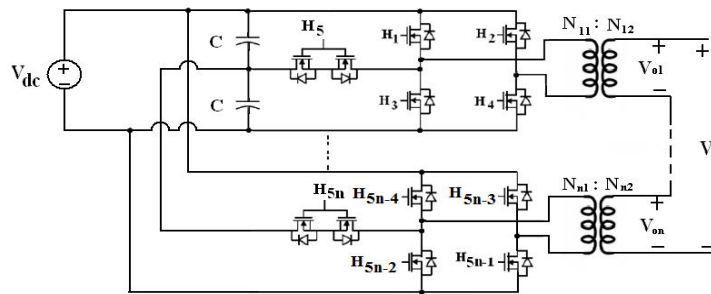 H5
H1
H2
N11 : N12
C
Vdc
+
−
+
Vo1
−
+
C
H3
H4
V
H5n
H5n-4
H5n-3
Nn1 : Nn2
+
Von
−
−
H5n-2
H5n-1